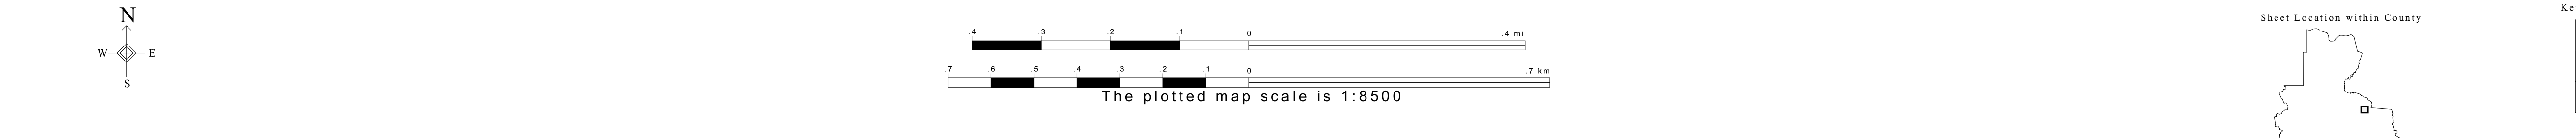 N
W E
S
.4 .3 .2 .1 0 .4 mi
.7 .6 .5 .4 .3 .2 .1 0 .7 km
The plotted map scale is 1:8500
Sheet Location within County